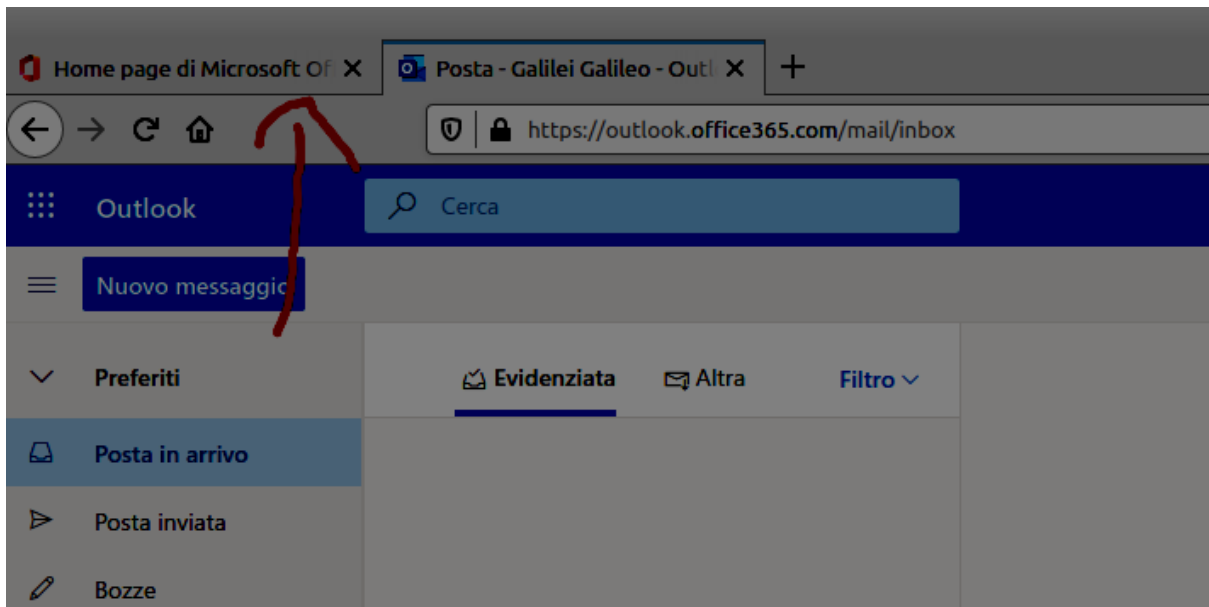 Home page di Microsoft Of
Posta - Galilei Galileo - Outl
https://outlook.office365.com/mail/inbox
Outlook
Cerca
Nuovo messaggio
Preferiti
Evidenziata
Altra
Filtro
Posta in arrivo
Posta inviata
Bozze